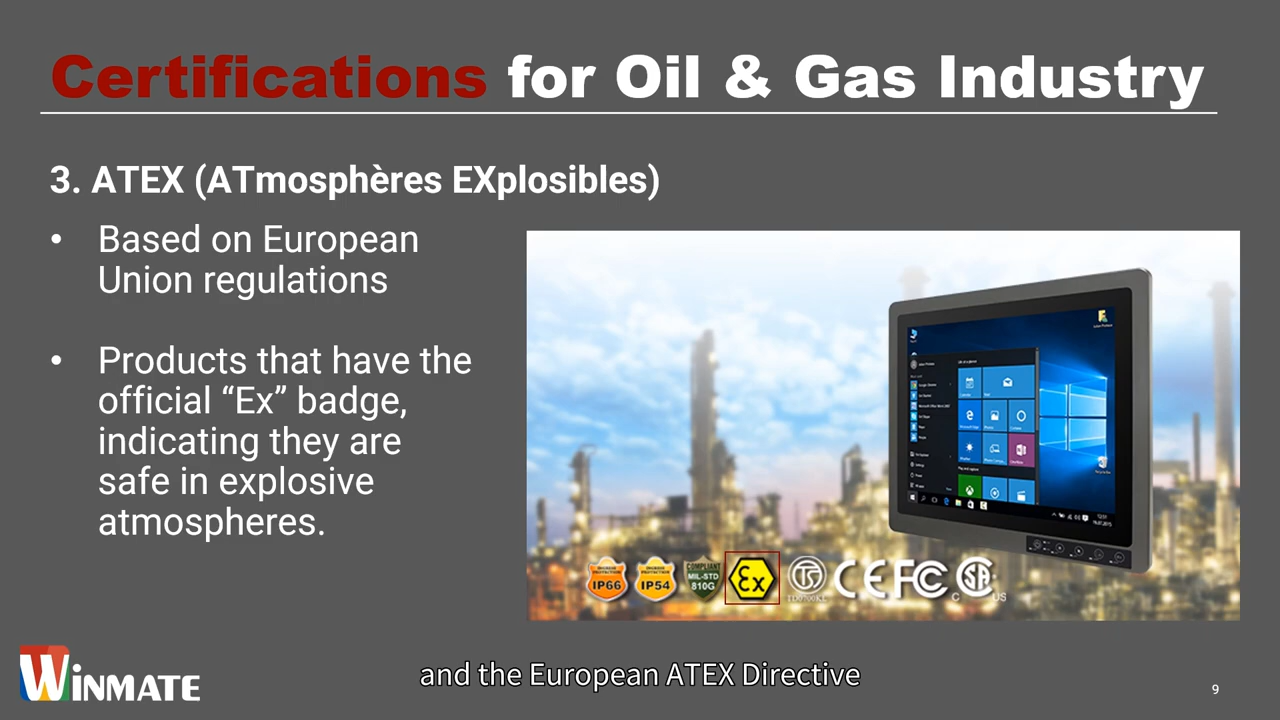 Certifications for Oil & Gas Industry
3. ATEX (ATmosphères EXplosibles)
• Based on European
Union regulations
• Products that have the
official “Ex” badge,
indicating they are
safe in explosive
atmospheres.
IP66
IP54
COMPLIANT
MIL-STD
810G
Ex
CE
FC
C SA US
WINMATE
and the European ATEX Directive
9